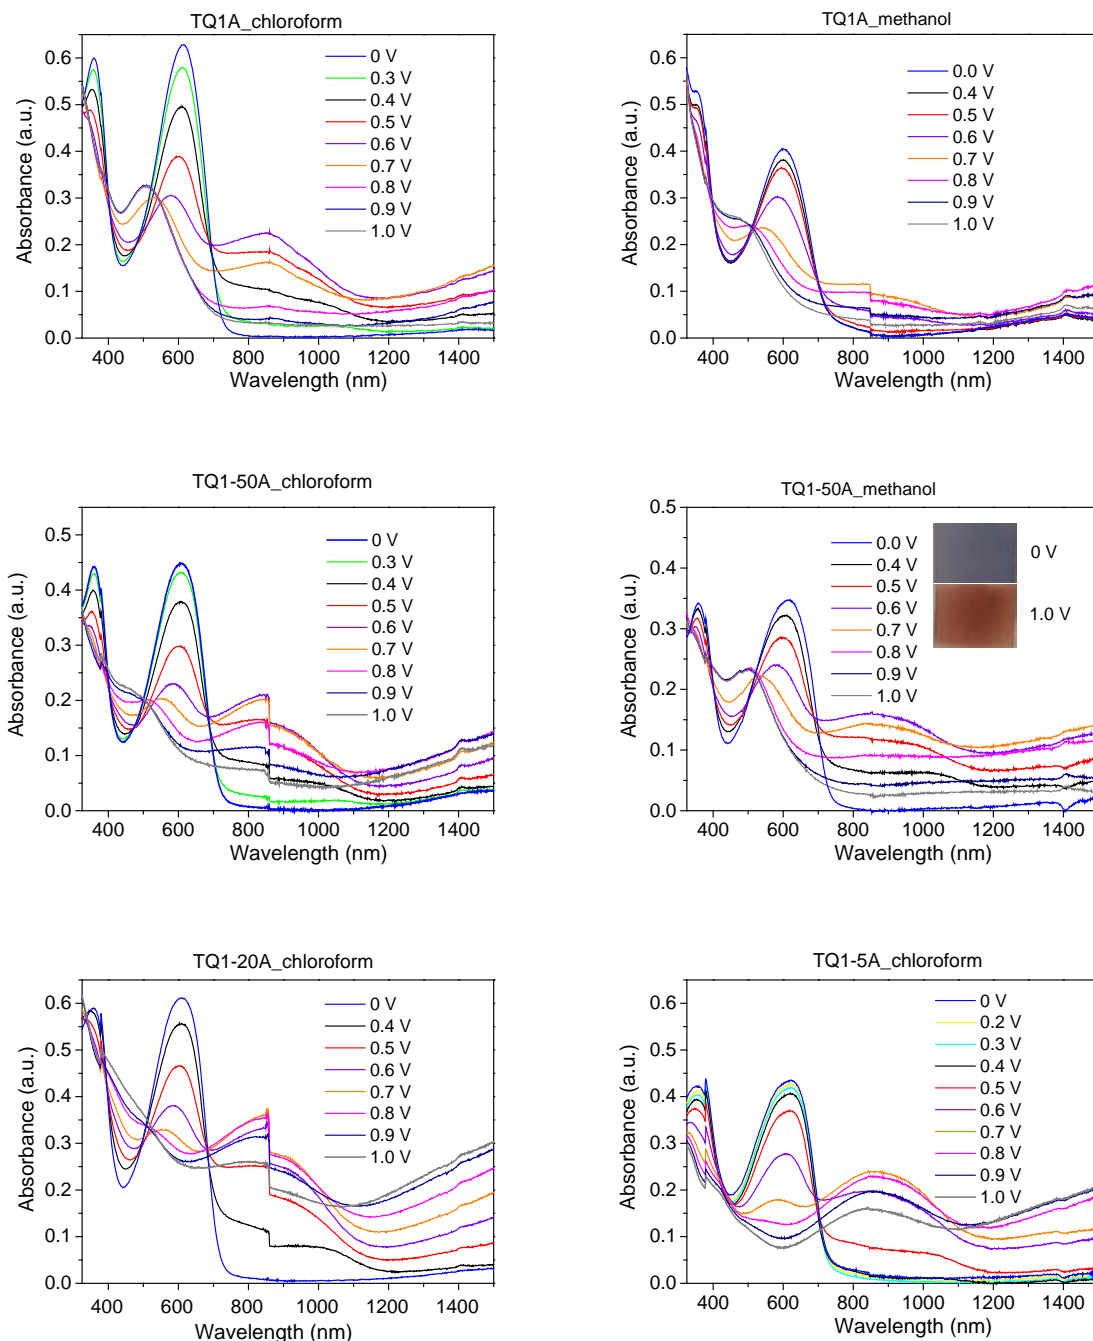 TQ1A_chloroform
0.6
0.5
0.4
0.3
0.2
0.1
0.0
Absorbance (a.u.)
0 V
0.3 V
0.4 V
0.5 V
0.6 V
0.7 V
0.8 V
0.9 V
1.0 V
400 600 800 1000 1200 1400
Wavelength (nm)
TQ1A_methanol
0.6
0.5
0.4
0.3
0.2
0.1
0.0
Absorbance (a.u.)
0.0 V
0.4 V
0.5 V
0.6 V
0.7 V
0.8 V
0.9 V
1.0 V
400 600 800 1000 1200 1400
Wavelength (nm)
TQ1-50A_chloroform
0.5
0.4
0.3
0.2
0.1
0.0
Absorbance (a.u.)
0 V
0.3 V
0.4 V
0.5 V
0.6 V
0.7 V
0.8 V
0.9 V
1.0 V
400 600 800 1000 1200 1400
Wavelength (nm)
TQ1-50A_methanol
0.5
0.4
0.3
0.2
0.1
0.0
Absorbance (a.u.)
0.0 V
0.4 V
0.5 V
0.6 V
0.7 V
0.8 V
0.9 V
1.0 V
0 V
1.0 V
400 600 800 1000 1200 1400
Wavelength (nm)
TQ1-20A_chloroform
0.6
0.5
0.4
0.3
0.2
0.1
0.0
Absorbance (a.u.)
0 V
0.4 V
0.5 V
0.6 V
0.7 V
0.8 V
0.9 V
1.0 V
400 600 800 1000 1200 1400
Wavelength (nm)
TQ1-5A_chloroform
0.6
0.5
0.4
0.3
0.2
0.1
0.0
Absorbance (a.u.)
0 V
0.2 V
0.3 V
0.4 V
0.5 V
0.6 V
0.7 V
0.8 V
0.9 V
1.0 V
400 600 800 1000 1200 1400
Wavelength (nm)